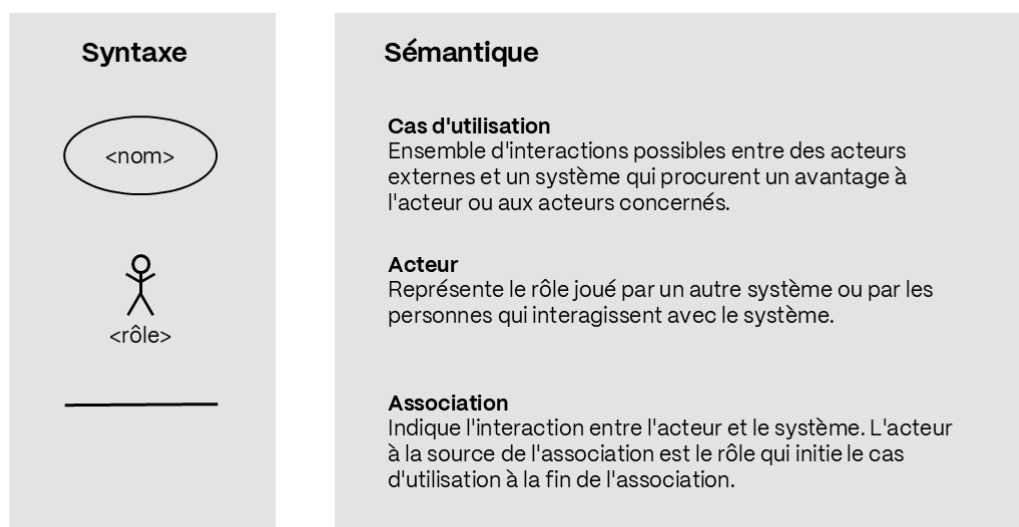 Syntaxe
<nom>
<rôle>
Sémantique
Cas d'utilisation
Ensemble d'interactions possibles entre des acteurs
externes et un système qui procurent un avantage à
l'acteur ou aux acteurs concernés.
Acteur
Représente le rôle joué par un autre système ou par les
personnes qui interagissent avec le système.
Association
Indique l'interaction entre l'acteur et le système. L'acteur
à la source de l'association est le rôle qui initie le cas
d'utilisation à la fin de l'association.